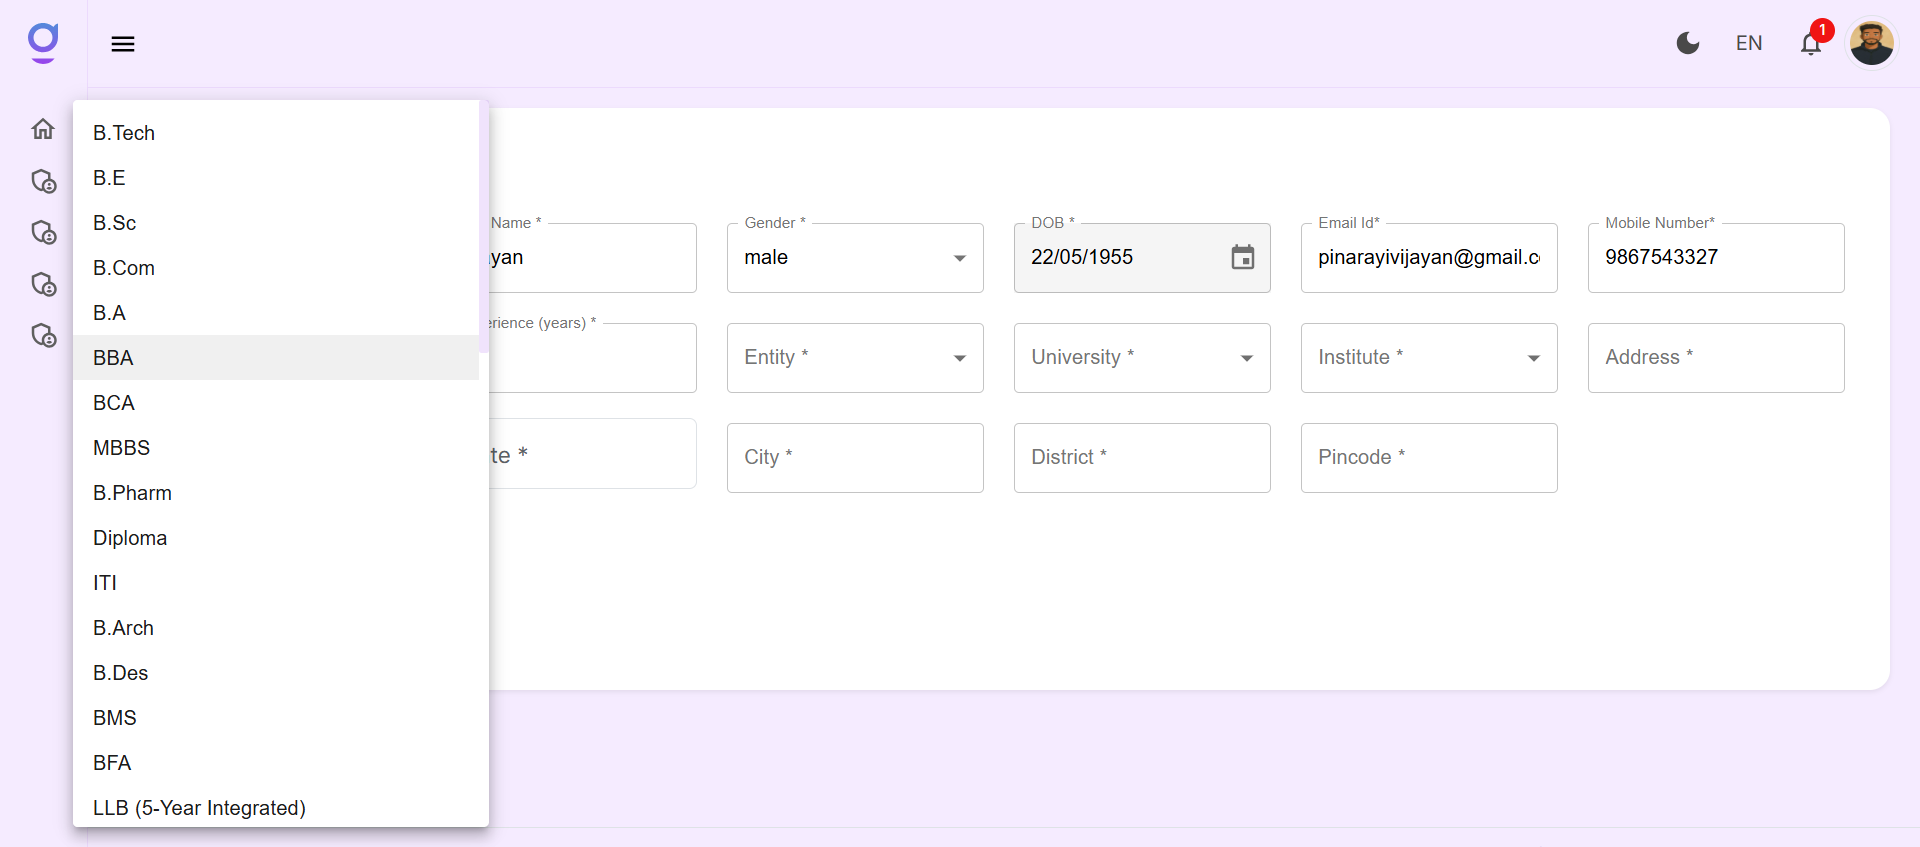 EN
1
B.Tech
B.E
B.Sc
B.Com
B.A
BBA
BCA
MBBS
B.Pharm
Diploma
ITI
B.Arch
B.Des
BMS
BFA
LLB (5-Year Integrated)
Name *
yan
Gender *
male
DOB *
22/05/1955
Email Id*
pinarayivijayan@gmail.c
Mobile Number*
9867543327
erience (years) *
Entity *
University *
Institute *
Address *
te *
City *
District *
Pincode *